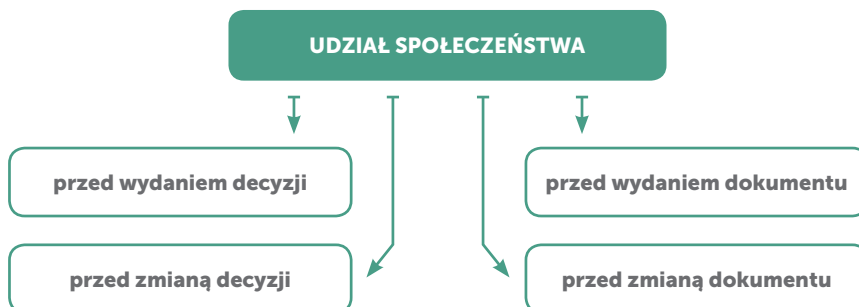 UDZIAŁ SPOŁECZEŃSTWA
przed wydaniem decyzji
przed wydaniem dokumentu
przed zmianą decyzji
przed zmianą dokumentu